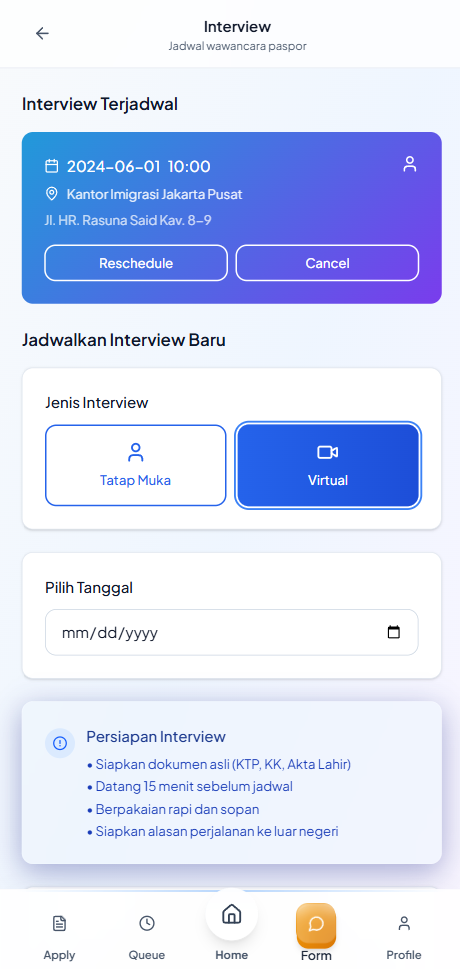 Interview
Jadwal wawancara paspor
Interview Terjadwal
2024-06-01 10:00
Kantor Imigrasi Jakarta Pusat
Jl. HR. Rasuna Said Kav. 8-9
Reschedule
Cancel
Jadwalkan Interview Baru
Jenis Interview
Tatap Muka
Virtual
Pilih Tanggal
mm/dd/yyyy
Persiapan Interview
• Siapkan dokumen asli (KTP, KK, Akta Lahir)
• Datang 15 menit sebelum jadwal
• Berpakaian rapi dan sopan
• Siapkan alasan perjalanan ke luar negeri
Apply
Queue
Home
Form
Profile